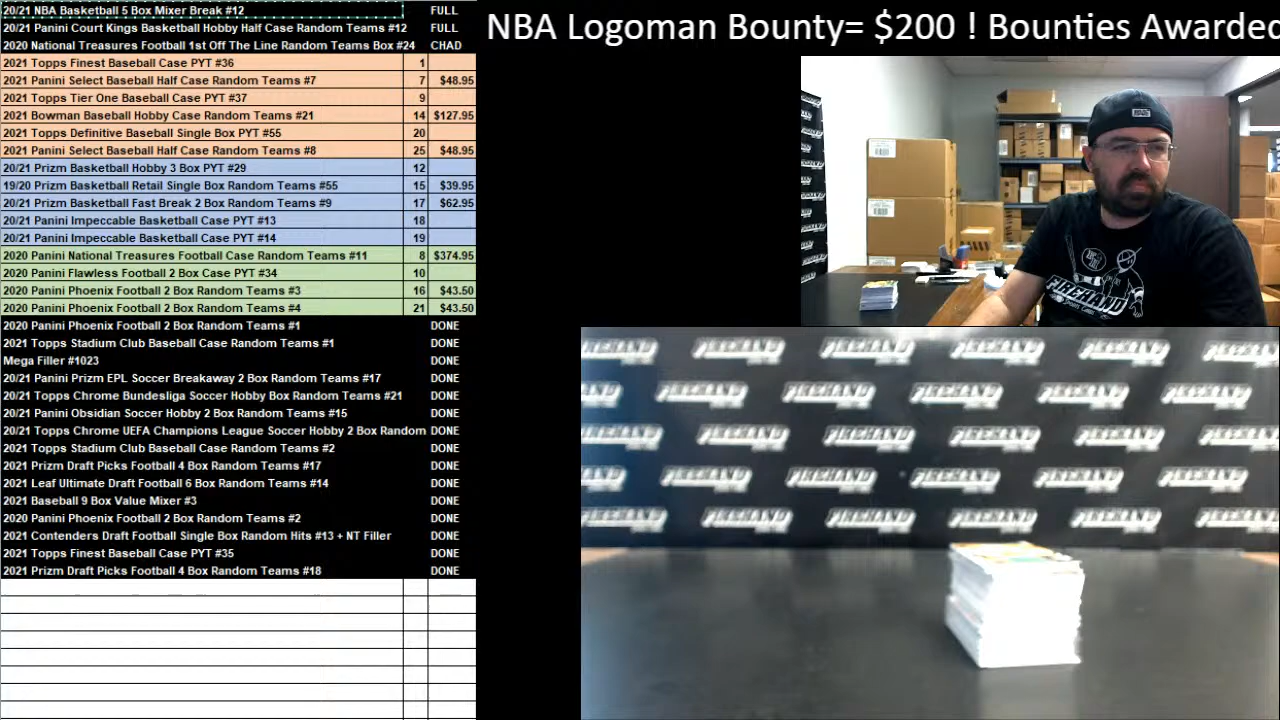 20/21 NBA Basketball 5 Box Mixer Break #12 FULL
20/21 Panini Court Kings Basketball Hobby Half Case Random Teams #12 FULL
2020 National Treasures Football 1st Off The Line Random Teams Box #24 CHAD
2021 Topps Finest Baseball Case PYT #36 1
2021 Panini Select Baseball Half Case Random Teams #7 7 $48.95
2021 Topps Tier One Baseball Case PYT #37 9
2021 Bowman Baseball Hobby Case Random Teams #21 14 $127.95
2021 Topps Definitive Baseball Single Box PYT #55 20
2021 Panini Select Baseball Half Case Random Teams #8 25 $48.95
20/21 Prizm Basketball Hobby 3 Box PYT #29 12
19/20 Prizm Basketball Retail Single Box Random Teams #55 15 $39.95
20/21 Prizm Basketball Fast Break 2 Box Random Teams #9 17 $62.95
20/21 Panini Impeccable Basketball Case PYT #13 18
20/21 Panini Impeccable Basketball Case PYT #14 19
2020 Panini National Treasures Football Case Random Teams #11 8 $374.95
2020 Panini Flawless Football 2 Box Case PYT #34 10
2020 Panini Phoenix Football 2 Box Random Teams #3 16 $43.50
2020 Panini Phoenix Football 2 Box Random Teams #4 21 $43.50
2020 Panini Phoenix Football 2 Box Random Teams #1 DONE
2021 Topps Stadium Club Baseball Case Random Teams #1 DONE
Mega Filler #1023 DONE
20/21 Panini Prizm EPL Soccer Breakaway 2 Box Random Teams #17 DONE
20/21 Topps Chrome Bundesliga Soccer Hobby Box Random Teams #21 DONE
20/21 Panini Obsidian Soccer Hobby 2 Box Random Teams #15 DONE
20/21 Topps Chrome UEFA Champions League Soccer Hobby 2 Box Random DONE
2021 Topps Stadium Club Baseball Case Random Teams #2 DONE
2021 Prizm Draft Picks Football 4 Box Random Teams #17 DONE
2021 Leaf Ultimate Draft Football 6 Box Random Teams #14 DONE
2021 Baseball 9 Box Value Mixer #3 DONE
2020 Panini Phoenix Football 2 Box Random Teams #2 DONE
2021 Contenders Draft Football Single Box Random Hits #13 + NT Filler DONE
2021 Topps Finest Baseball Case PYT #35 DONE
2021 Prizm Draft Picks Football 4 Box Random Teams #18 DONE
NBA Logoman Bounty= $200 ! Bounties Awarded
FIREHAND